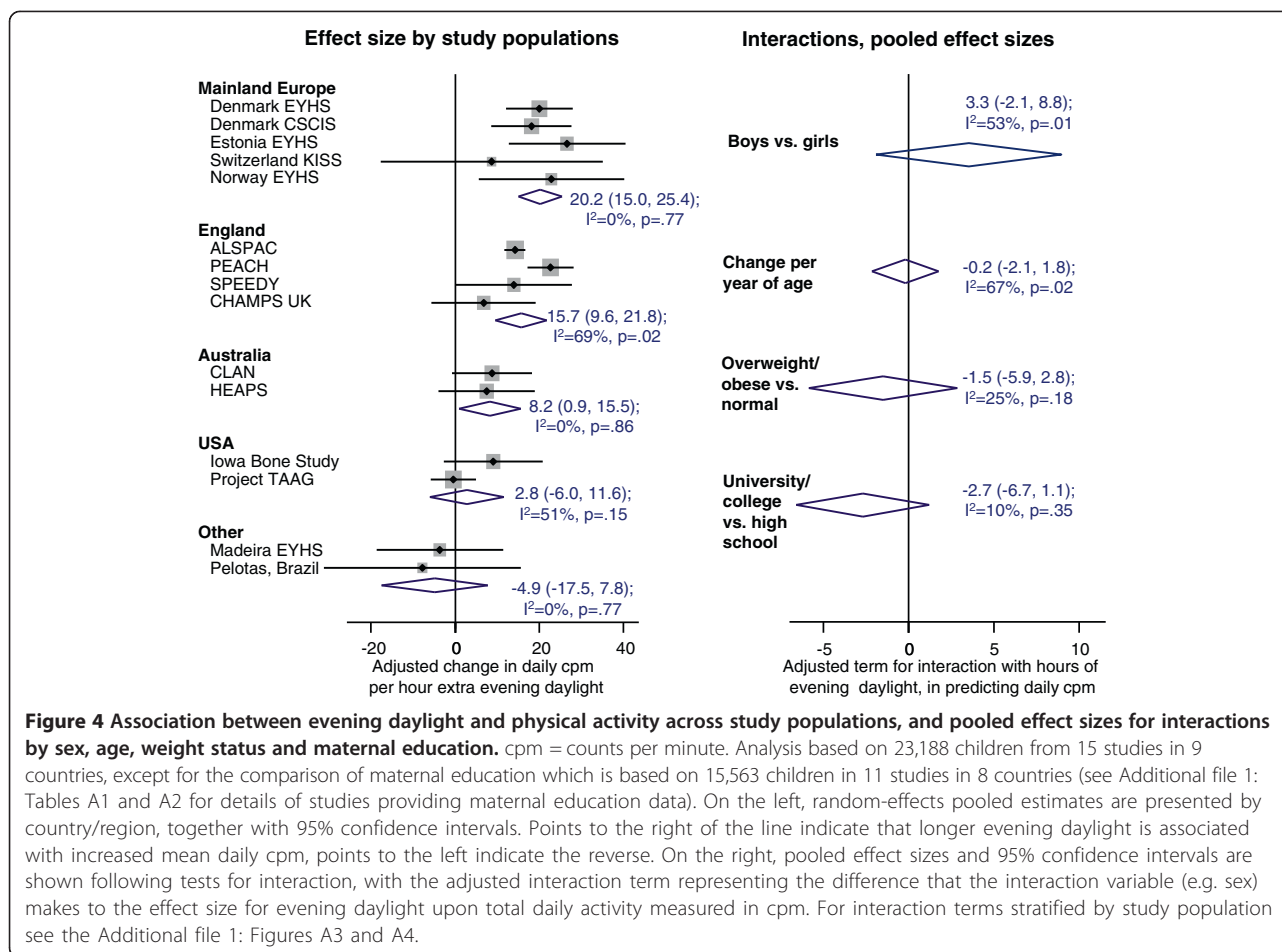 Effect size by study populations
Mainland Europe
Denmark EYHS
Denmark CSCIS
Estonia EYHS
Switzerland KISS
Norway EYHS
20.2 (15.0, 25.4);
I²=0%, p=.77
England
ALSPAC
PEACH
SPEEDY
CHAMPS UK
15.7 (9.6, 21.8);
I²=69%, p=.02
Australia
CLAN
HEAPS
8.2 (0.9, 15.5);
I²=0%, p=.86
USA
Iowa Bone Study
Project TAAG
2.8 (-6.0, 11.6);
I²=51%, p=.15
Other
Madeira EYHS
Pelotas, Brazil
-4.9 (-17.5, 7.8);
I²=0%, p=.77
-20 0 20 40
Adjusted change in daily cpm
per hour extra evening daylight
Interactions, pooled effect sizes
3.3 (-2.1, 8.8);
I²=53%, p=.01
Boys vs. girls
Change per
year of age
-0.2 (-2.1, 1.8);
I²=67%, p=.02
Overweight/
obese vs.
normal
-1.5 (-5.9, 2.8);
I²=25%, p=.18
University/
college
vs. high
school
-2.7 (-6.7, 1.1);
I²=10%, p=.35
-5 0 5 10
Adjusted term for interaction with hours of
evening daylight, in predicting daily cpm
Figure 4 Association between evening daylight and physical activity across study populations, and pooled effect sizes for interactions
by sex, age, weight status and maternal education. cpm = counts per minute. Analysis based on 23,188 children from 15 studies in 9
countries, except for the comparison of maternal education which is based on 15,563 children in 11 studies in 8 countries (see Additional file 1:
Tables A1 and A2 for details of studies providing maternal education data). On the left, random-effects pooled estimates are presented by
country/region, together with 95% confidence intervals. Points to the right of the line indicate that longer evening daylight is associated
with increased mean daily cpm, points to the left indicate the reverse. On the right, pooled effect sizes and 95% confidence intervals are
shown following tests for interaction, with the adjusted interaction term representing the difference that the interaction variable (e.g. sex)
makes to the effect size for evening daylight upon total daily activity measured in cpm. For interaction terms stratified by study population
see the Additional file 1: Figures A3 and A4.